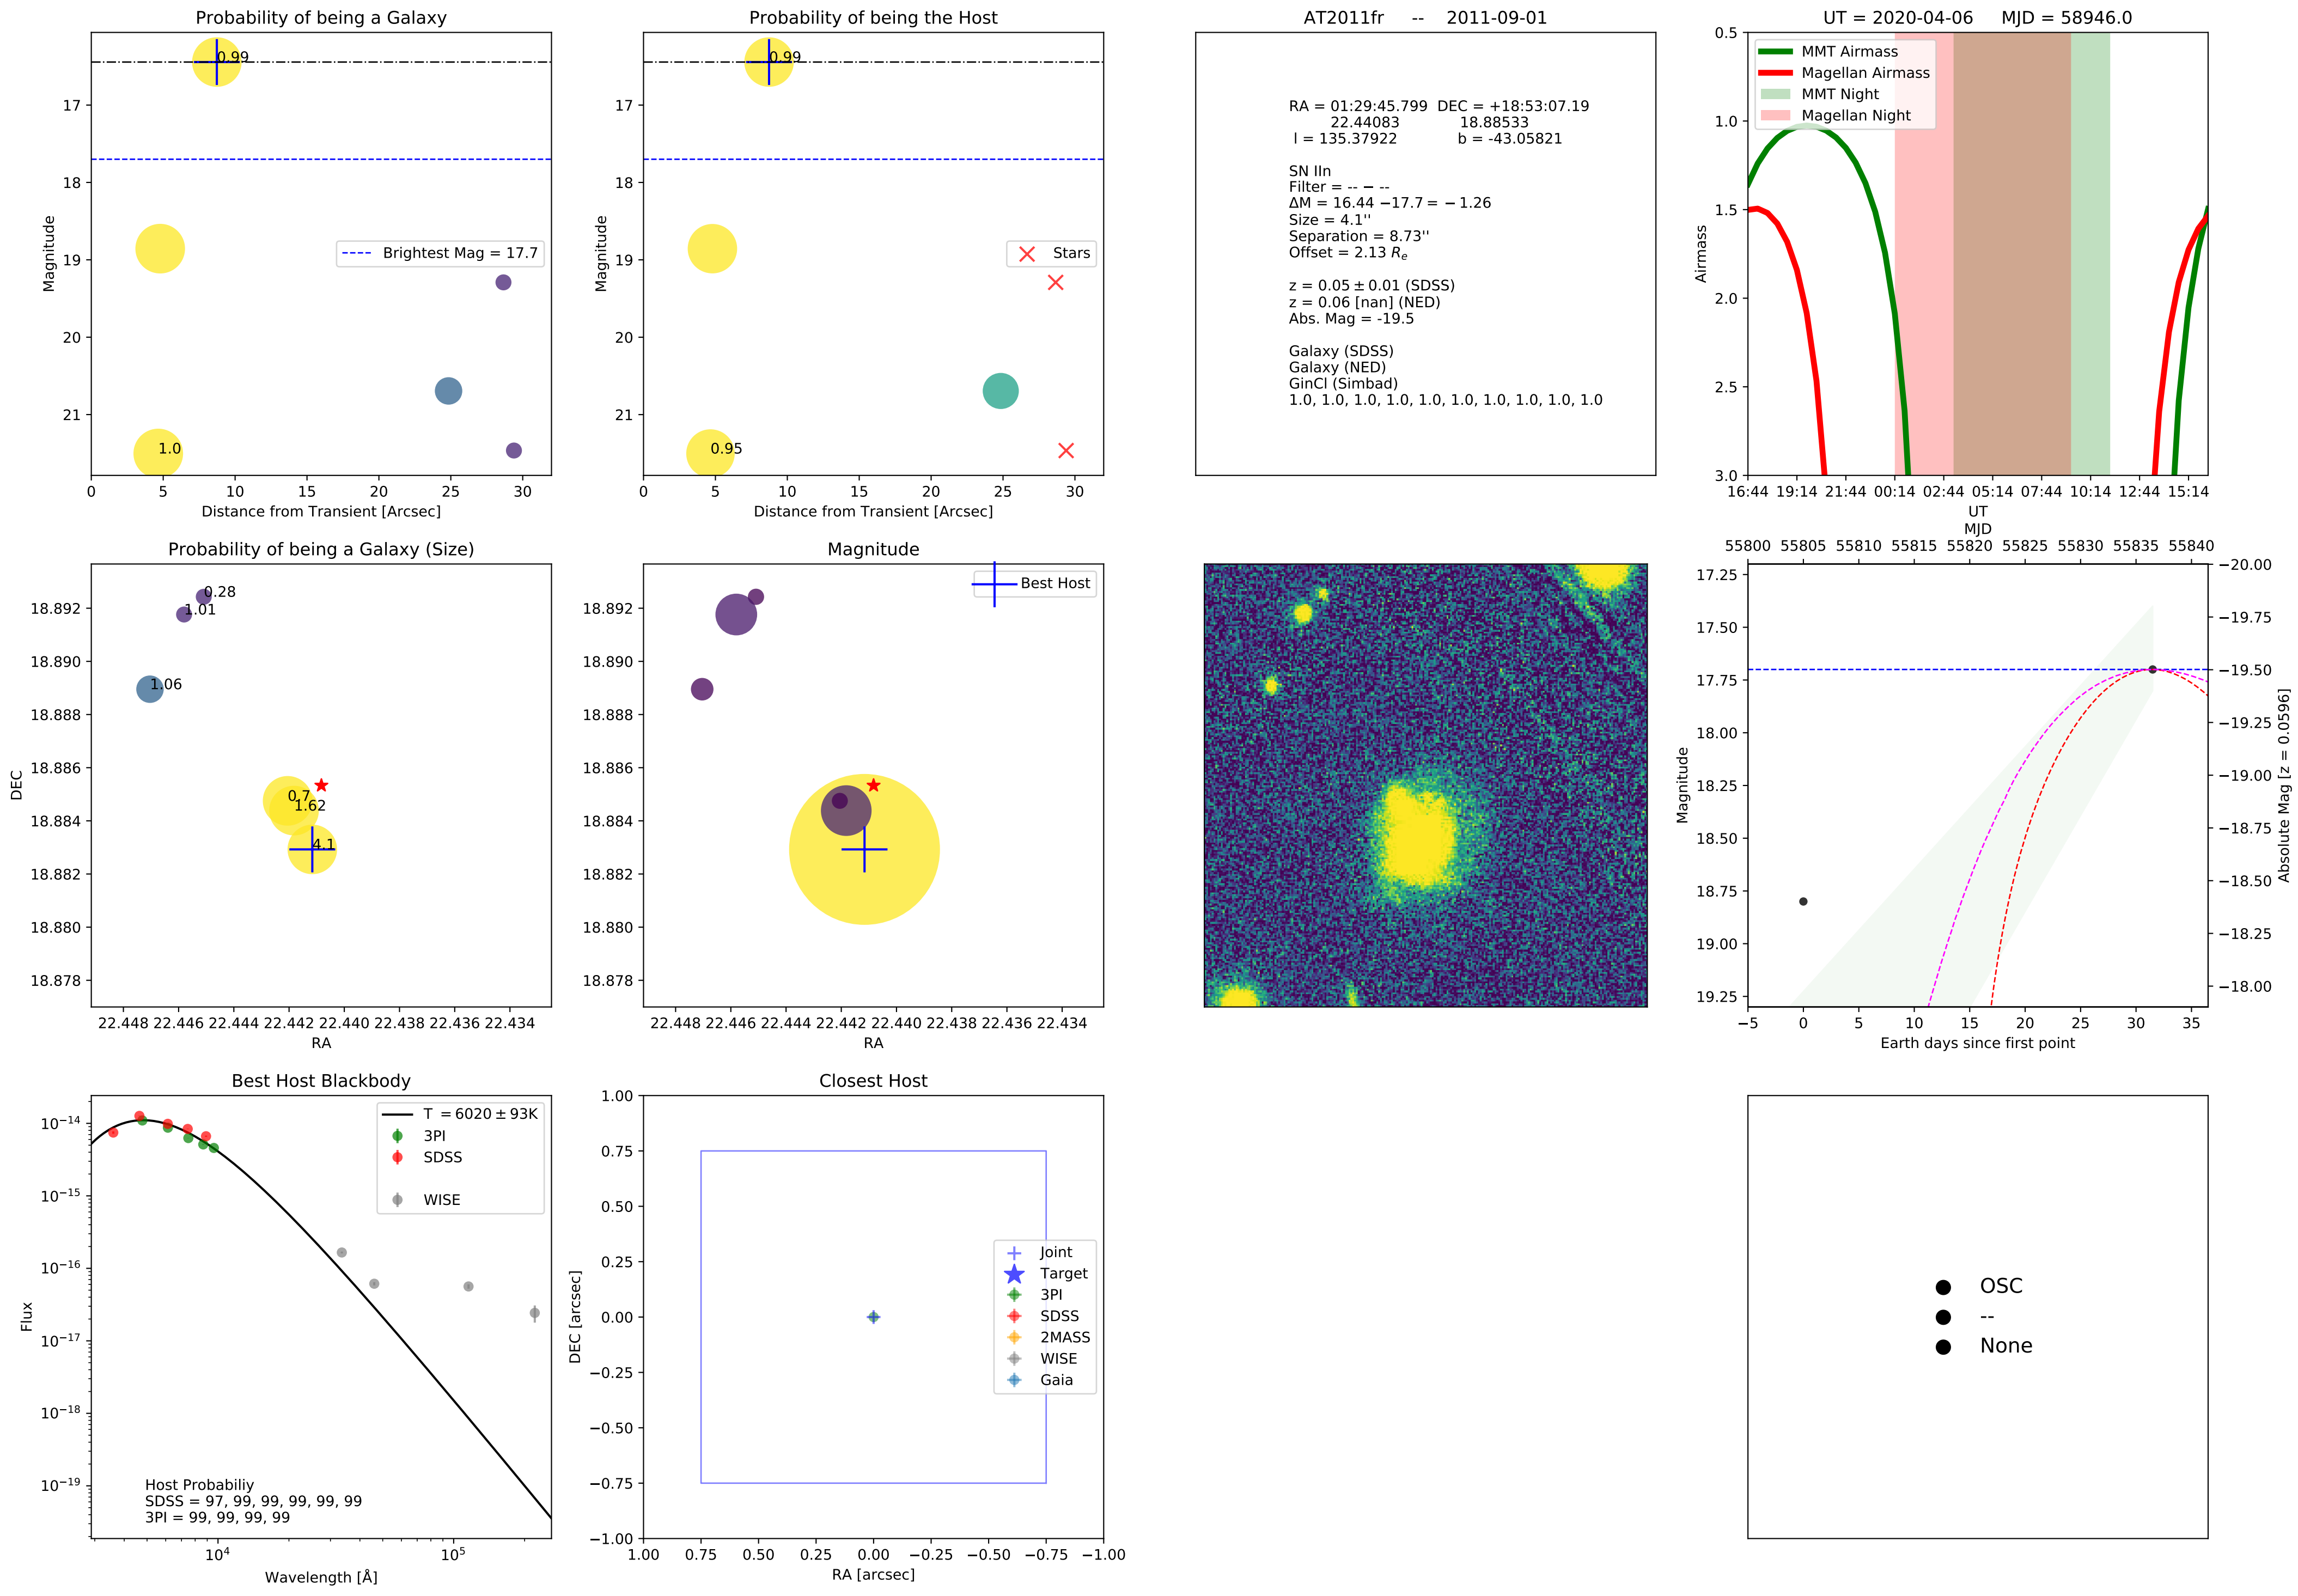 Probability of being a Galaxy
0.99
1.0
Brightest Mag = 17.7
17
18
19
20
21
Magnitude
0 5 10 15 20 25 30
Distance from Transient [Arcsec]
Probability of being the Host
0.99
0.95
Stars
17
18
19
20
21
Magnitude
0 5 10 15 20 25 30
Distance from Transient [Arcsec]
AT2011fr -- 2011-09-01
RA = 01:29:45.799 DEC = +18:53:07.19
22.44083 18.88533
l = 135.37922 b = -43.05821
SN IIn
Filter = -- − --
ΔM = 16.44 −17.7 = −1.26
Size = 4.1''
Separation = 8.73''
Offset = 2.13 Re
z = 0.05 ± 0.01 (SDSS)
z = 0.06 [nan] (NED)
Abs. Mag = -19.5
Galaxy (SDSS)
Galaxy (NED)
GinCl (Simbad)
1.0, 1.0, 1.0, 1.0, 1.0, 1.0, 1.0, 1.0, 1.0, 1.0
UT = 2020-04-06 MJD = 58946.0
MMT Airmass
Magellan Airmass
MMT Night
Magellan Night
0.5
1.0
1.5
2.0
2.5
3.0
Airmass
16:44 19:14 21:44 00:14 02:44 05:14 07:44 10:14 12:44 15:14
UT
Probability of being a Galaxy (Size)
0.28
1.01
1.06
0.7
1.62
4.1
18.892
18.890
18.888
18.886
18.884
18.882
18.880
18.878
DEC
22.448 22.446 22.444 22.442 22.440 22.438 22.436 22.434
RA
Magnitude
Best Host
18.892
18.890
18.888
18.886
18.884
18.882
18.880
18.878
22.448 22.446 22.444 22.442 22.440 22.438 22.436 22.434
RA
MJD
55800 55805 55810 55815 55820 55825 55830 55835 55840
17.25
17.50
17.75
18.00
18.25
18.50
18.75
19.00
19.25
Magnitude
−20.00
−19.75
−19.50
−19.25
−19.00
−18.75
−18.50
−18.25
−18.00
Absolute Mag [z = 0.0596]
−5 0 5 10 15 20 25 30 35
Earth days since first point
Best Host Blackbody
T = 6020 ± 93K
3PI
SDSS
WISE
10−14
10−15
10−16
10−17
10−18
10−19
Flux
Host Probabiliy
SDSS = 97, 99, 99, 99, 99, 99
3PI = 99, 99, 99, 99
10⁴ 10⁵
Wavelength [Å]
Closest Host
Joint
Target
3PI
SDSS
2MASS
WISE
Gaia
1.00
0.75
0.50
0.25
0.00
−0.25
−0.50
−0.75
−1.00
DEC [arcsec]
1.00 0.75 0.50 0.25 0.00 −0.25 −0.50 −0.75 −1.00
RA [arcsec]
OSC
--
None